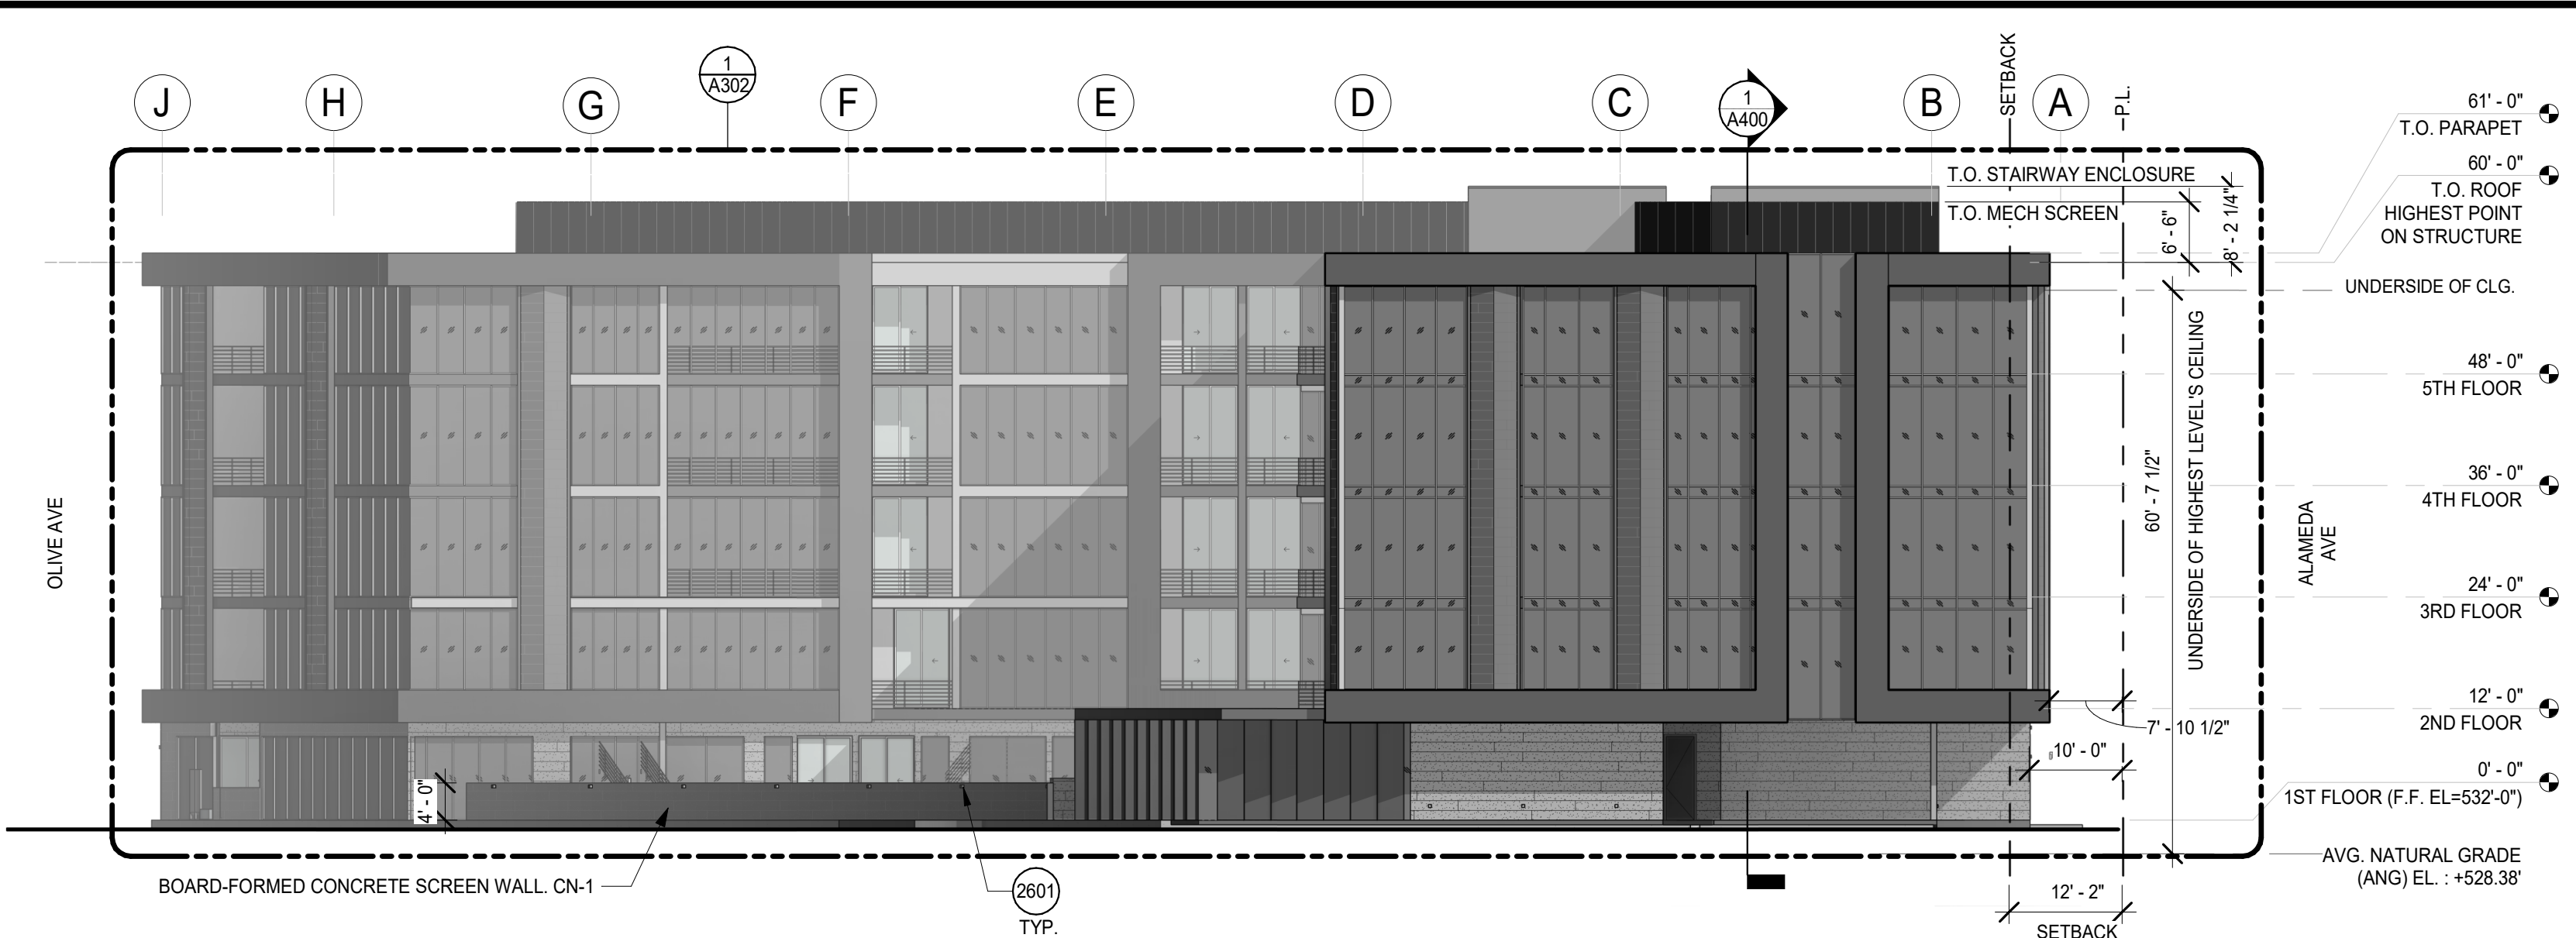 J
H
G
1
A302
F
E
D
C
1
A400
B
SETBACK
A
P.L.
61' - 0"
T.O. PARAPET
60' - 0"
T.O. ROOF
HIGHEST POINT
ON STRUCTURE
T.O. STAIRWAY ENCLOSURE
T.O. MECH SCREEN
6' - 6"
8' - 2 1/4"
UNDERSIDE OF CLG.
48' - 0"
5TH FLOOR
36' - 0"
4TH FLOOR
24' - 0"
3RD FLOOR
12' - 0"
2ND FLOOR
0' - 0"
1ST FLOOR (F.F. EL=532'-0")
AVG. NATURAL GRADE
(ANG) EL. : +528.38'
60' - 7 1/2"
UNDERSIDE OF HIGHEST LEVEL'S CEILING
ALAMEDA
AVE
OLIVE AVE
7' - 10 1/2"
10' - 0"
4' - 0"
BOARD-FORMED CONCRETE SCREEN WALL. CN-1
2601
TYP.
12' - 2"
SETBACK